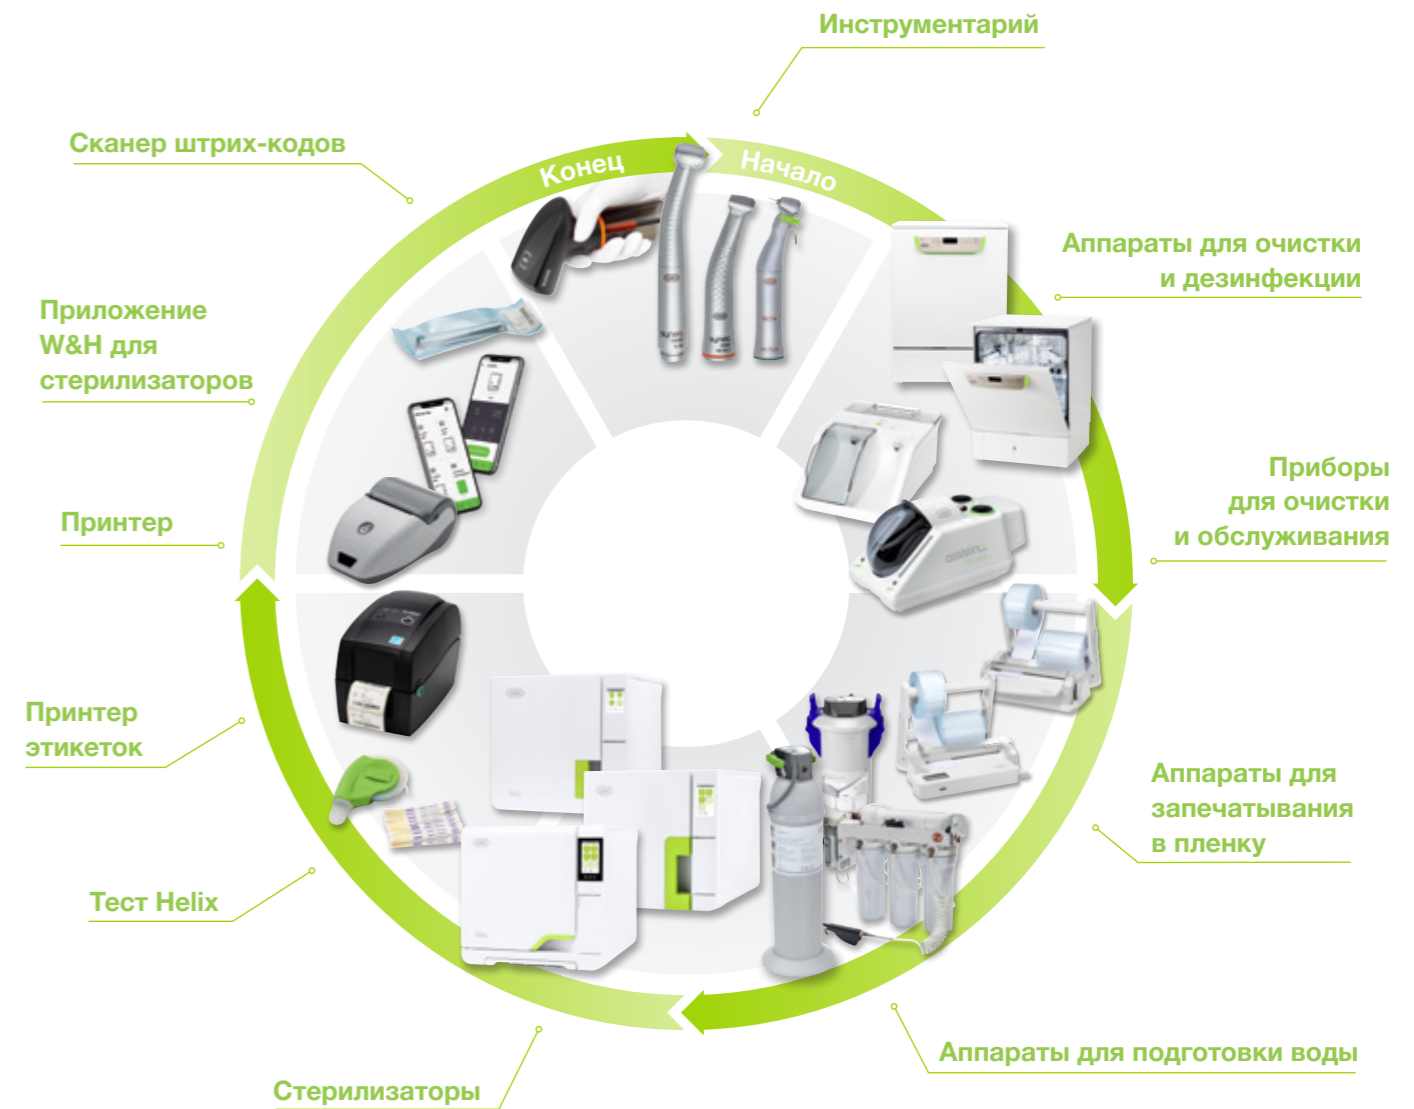 Инструментарий
Сканер штрих-кодов
Конец
Начало
Аппараты для очистки
и дезинфекции
Приложение
W&H для
стерилизаторов
Приборы
для очистки
и обслуживания
Принтер
Принтер
этикеток
Аппараты для
запечатывания
в пленку
Тест Helix
Аппараты для подготовки воды
Стерилизаторы